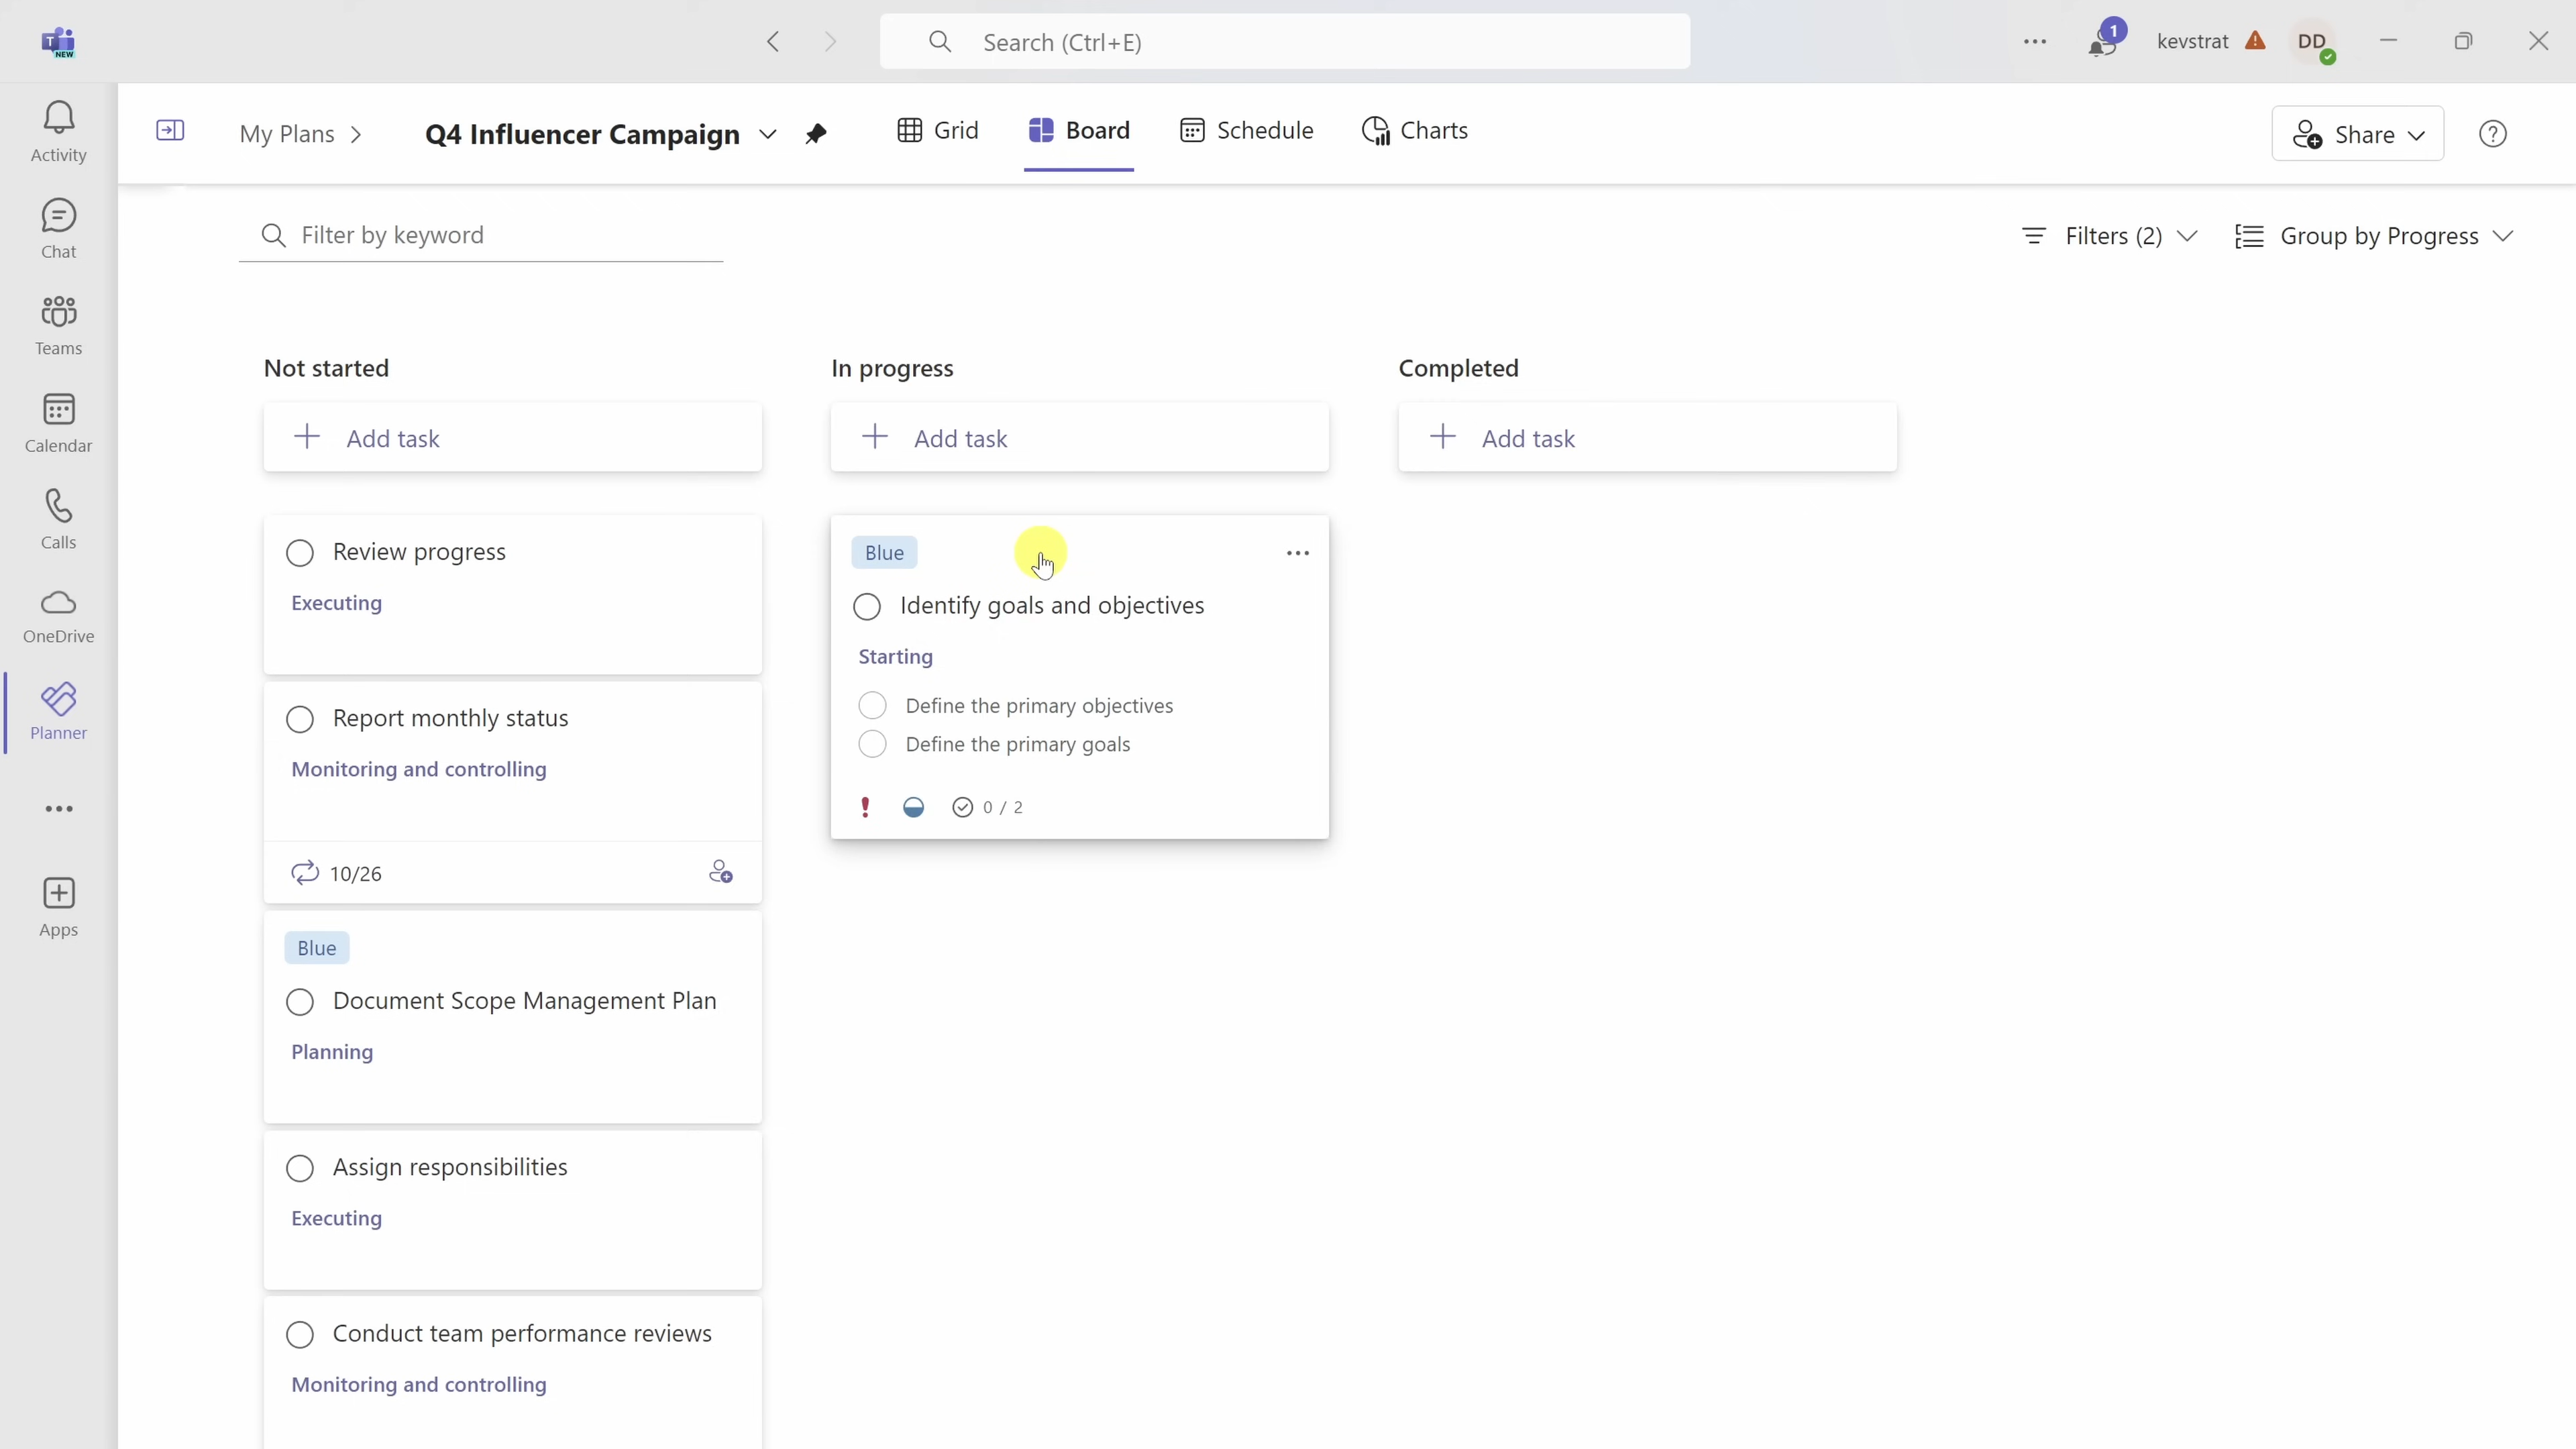 T
NEW
Search (Ctrl+E)
1
kevstrat
DD
Activity
Chat
Teams
Calendar
Calls
OneDrive
Planner
Apps
My Plans
Q4 Influencer Campaign
Grid
Board
Schedule
Charts
Share
Filter by keyword
Filters (2)
Group by Progress
Not started
Add task
Review progress
Executing
Report monthly status
Monitoring and controlling
10/26
Blue
Document Scope Management Plan
Planning
Assign responsibilities
Executing
Conduct team performance reviews
Monitoring and controlling
In progress
Add task
Blue
Identify goals and objectives
Starting
Define the primary objectives
Define the primary goals
0 / 2
Completed
Add task